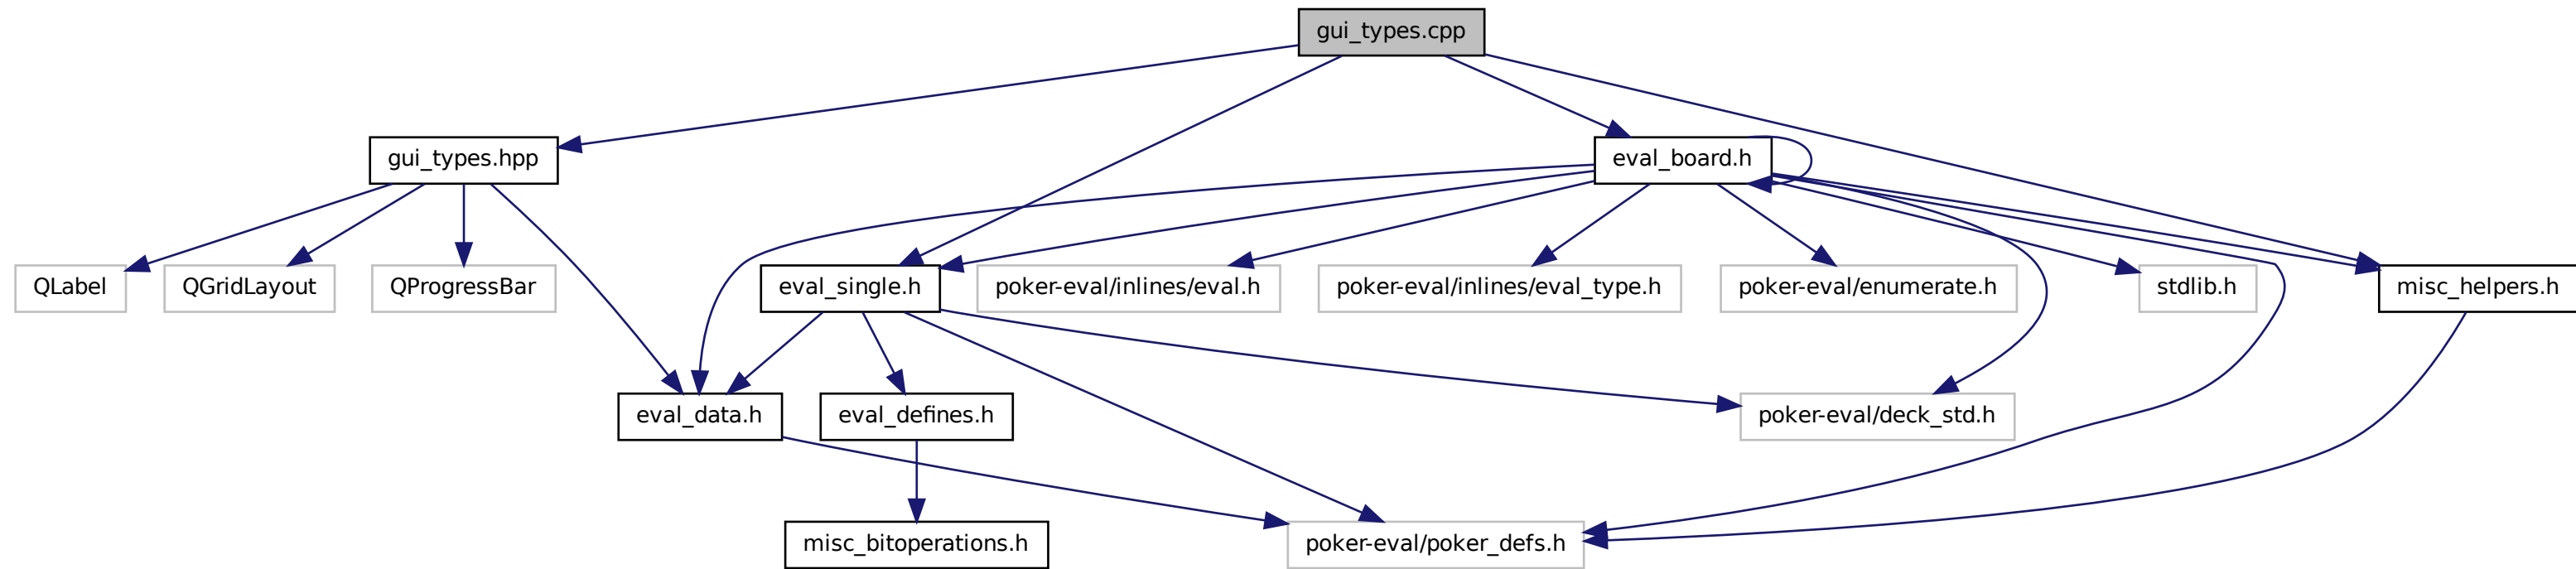 gui_types.cpp
gui_types.hpp
eval_board.h
QLabel
QGridLayout
QProgressBar
eval_single.h
poker-eval/inlines/eval.h
poker-eval/inlines/eval_type.h
poker-eval/enumerate.h
stdlib.h
misc_helpers.h
eval_data.h
eval_defines.h
poker-eval/deck_std.h
misc_bitoperations.h
poker-eval/poker_defs.h